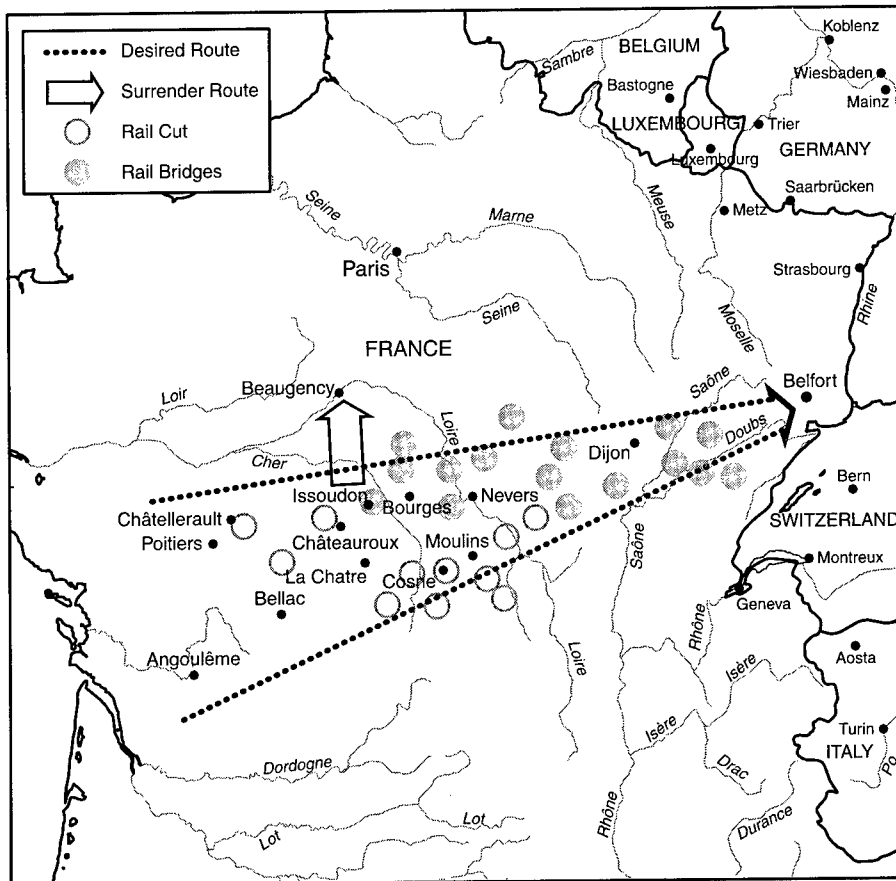 Desired Route
Surrender Route
Rail Cut
Rail Bridges
Koblenz
BELGIUM
Sambre
Wiesbaden
Bastogne
Mainz
LUXEMBOURG
Trier
Luxembourg
GERMANY
Saarbrücken
Seine
Meuse
Metz
Marne
Paris
Strasbourg
Rhine
Seine
Moselle
FRANCE
Saône
Beaugency
Belfort
Loir
Loire
Doubs
Dijon
Cher
Bern
Issoudon
Bourges
Nevers
Châtellerault
SWITZERLAND
Poitiers
Châteauroux
Moulins
Saône
Montreux
La Chatre
Cosne
Bellac
Geneva
Rhône
Angoulême
Loire
Isère
Aosta
Isère
Turin
ITALY
Dordogne
Drac
Po
Lot
Lot
Rhône
Durance